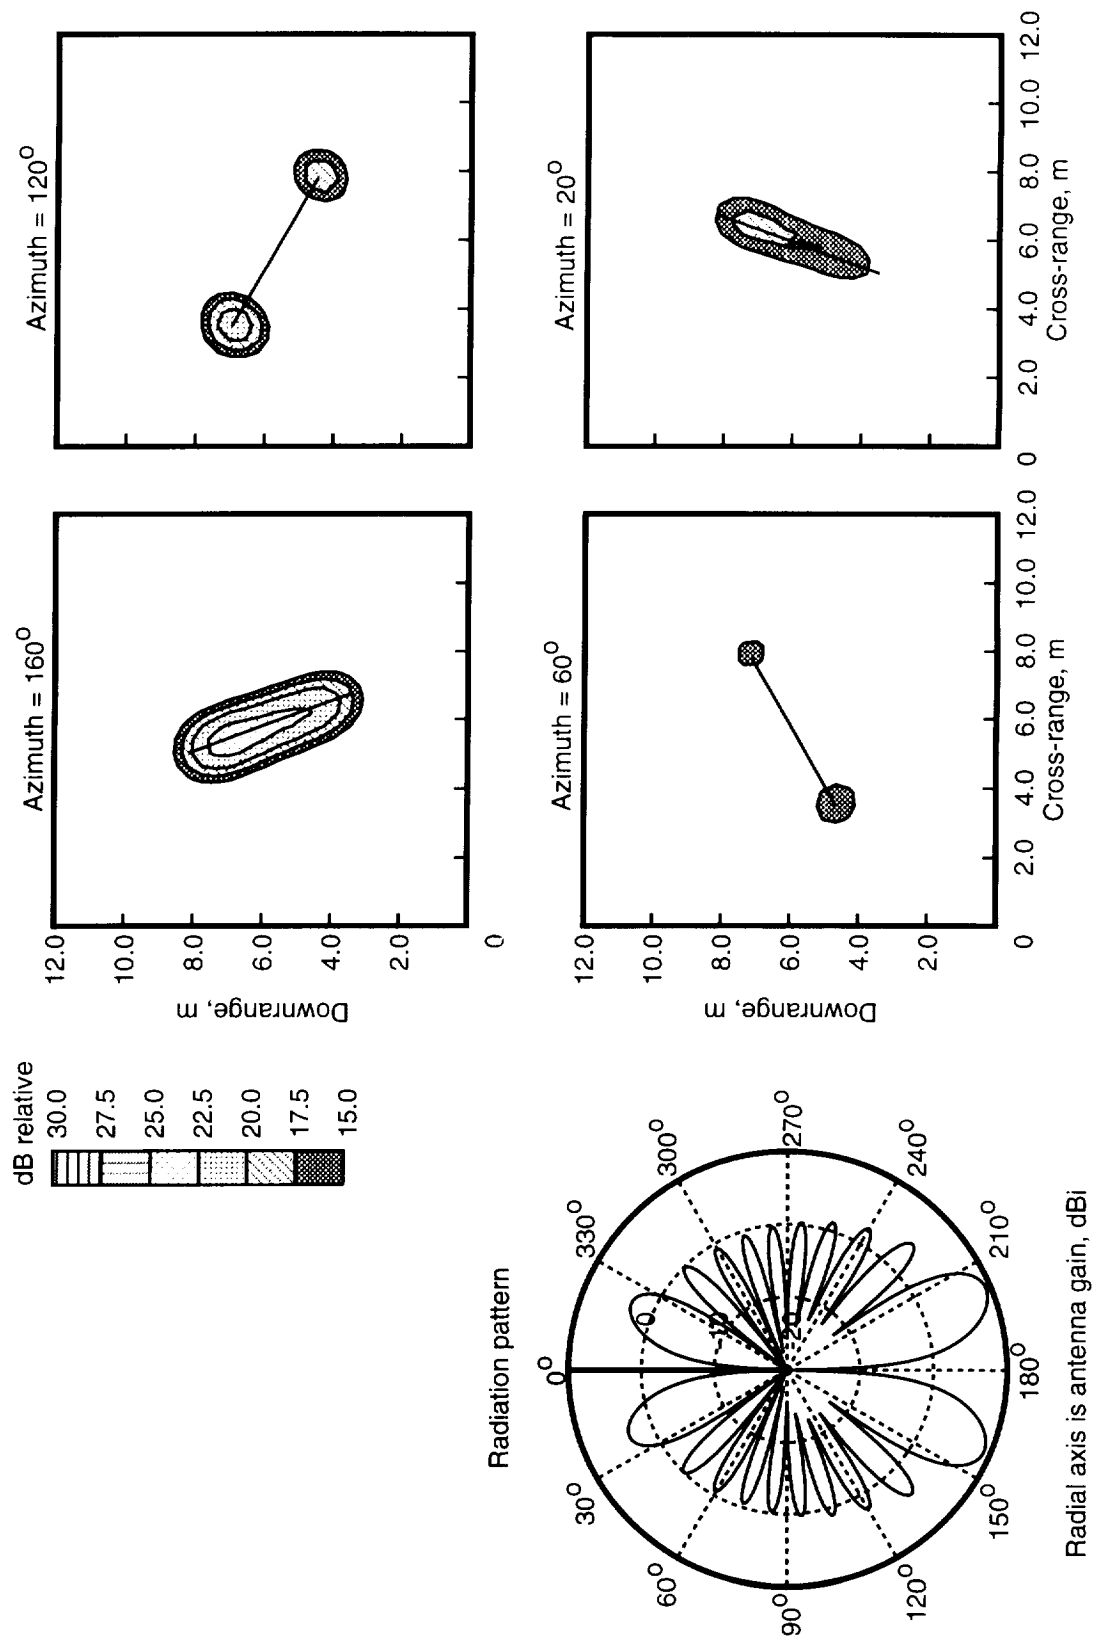 Radiation pattern
0°
330°
300°
270°
240°
210°
180°
150°
120°
90°
60°
30°
0
10
20
Radial axis is antenna gain, dBi
dB relative
30.0
27.5
25.0
22.5
20.0
17.5
15.0
Azimuth = 160°
12.0
10.0
8.0
6.0
4.0
2.0
0
Downrange, m
Azimuth = 120°
Azimuth = 60°
12.0
10.0
8.0
6.0
4.0
2.0
Downrange, m
0 2.0 4.0 6.0 8.0 10.0 12.0
Cross-range, m
Azimuth = 20°
0 2.0 4.0 6.0 8.0 10.0 12.0
Cross-range, m